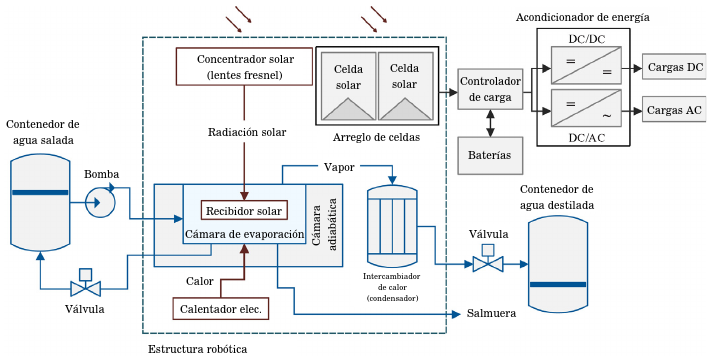 Acondicionador de energía
DC/DC
Concentrador solar
(lentes fresnel)
Celda
solar
Celda
solar
=
=
Cargas DC
Controlador
de carga
=
~
Cargas AC
Radiación solar
Arreglo de celdas
DC/AC
Contenedor de
agua salada
Baterías
Bomba
Vapor
Contenedor de
agua destilada
Recibidor solar
Cámara de evaporación
Cámara
adiabática
Válvula
Calor
Intercambiador
de calor
(condensador)
Válvula
Calentador elec.
Salmuera
Estructura robótica